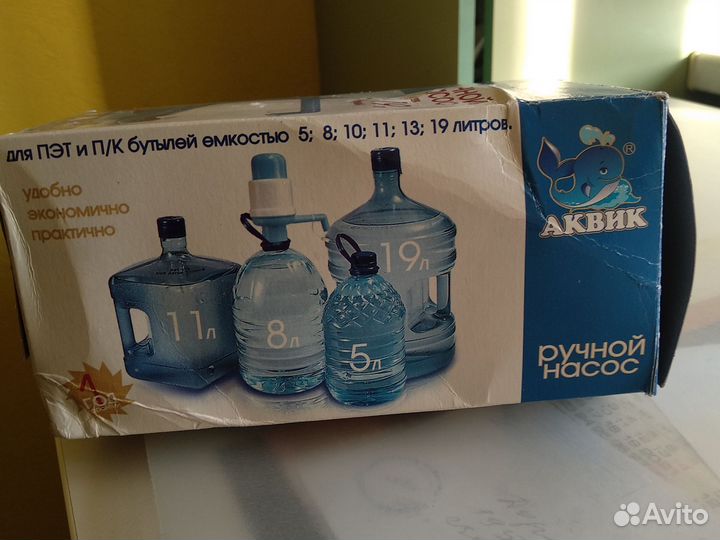 для ПЭТ и П/К бутылей емкостью 5; 8; 10; 11; 13; 19 литров.
удобно
экономично
практично
11л
8л
5л
19л
®
АКВИК
ручной
насос
Avito